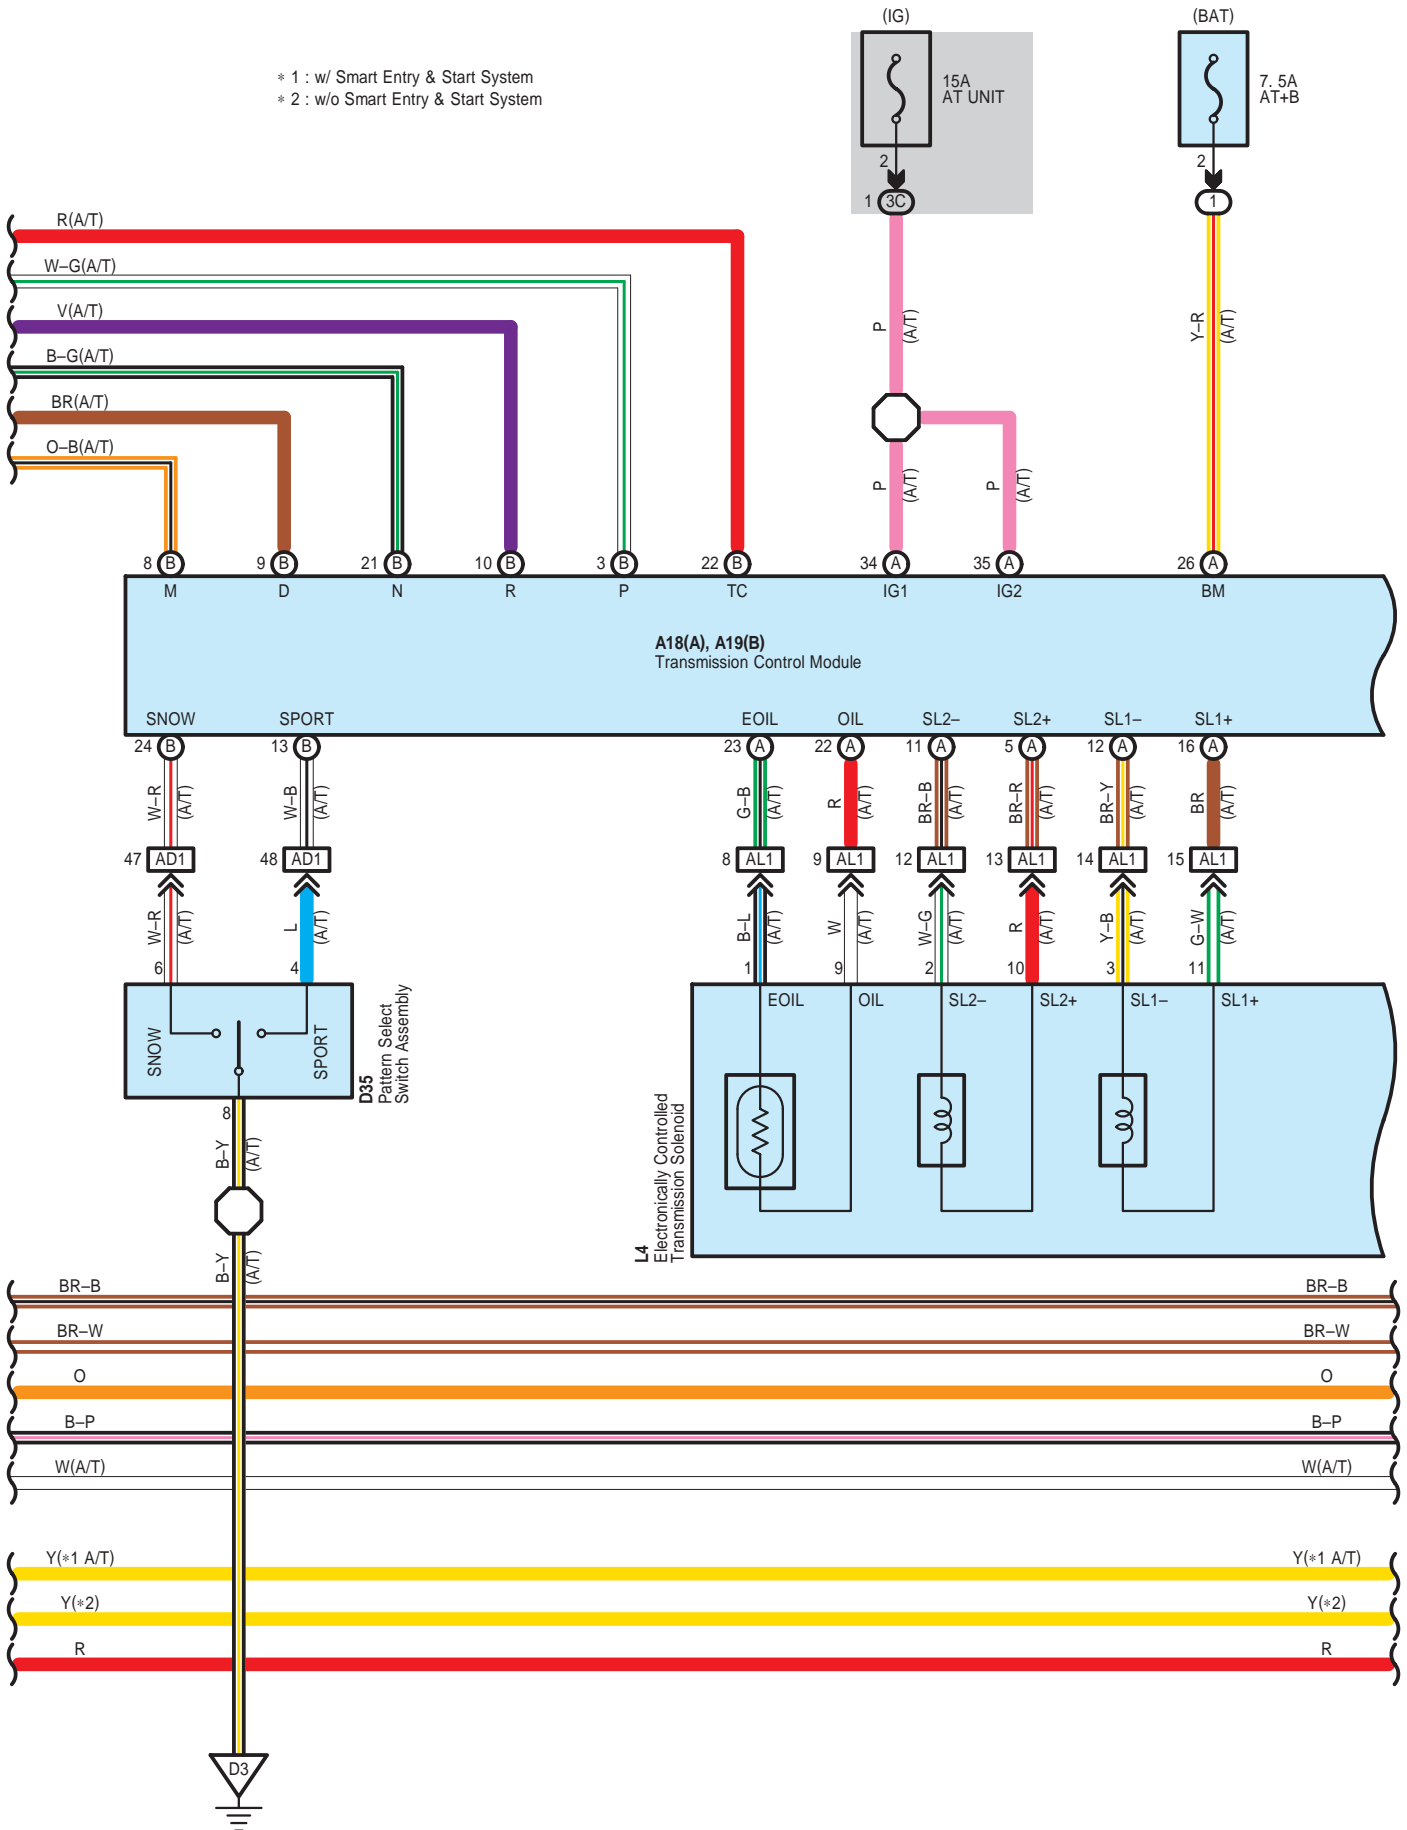 (IG)
(BAT)
∗ 1 : w/ Smart Entry & Start System
∗ 2 : w/o Smart Entry & Start System
15A
AT UNIT
7. 5A
AT+B
2
2
1
3C
1
R(A/T)
W–G(A/T)
V(A/T)
B–G(A/T)
BR(A/T)
O–B(A/T)
P
(A/T)
Y–R
(A/T)
P
(A/T)
P
(A/T)
8 B
9 B
21 B
10 B
3 B
22 B
34 A
35 A
26 A
M
D
N
R
P
TC
IG1
IG2
BM
A18(A), A19(B)
Transmission Control Module
SNOW
SPORT
EOIL
OIL
SL2–
SL2+
SL1–
SL1+
24 B
13 B
23 A
22 A
11 A
5 A
12 A
16 A
W–R
(A/T)
W–B
(A/T)
G–B
(A/T)
R
(A/T)
BR–B
(A/T)
BR–R
(A/T)
BR–Y
(A/T)
BR
(A/T)
47 AD1
48 AD1
8 AL1
9 AL1
12 AL1
13 AL1
14 AL1
15 AL1
W–R
(A/T)
L
(A/T)
B–L
(A/T)
W
(A/T)
W–G
(A/T)
R
(A/T)
Y–B
(A/T)
G–W
(A/T)
6
4
1
9
2
10
3
11
EOIL
OIL
SL2–
SL2+
SL1–
SL1+
SNOW
SPORT
D35
Pattern Select
Switch Assembly
8
B–Y
(A/T)
L4
Electronically Controlled
Transmission Solenoid
B–Y
(A/T)
BR–B
BR–B
BR–W
BR–W
O
O
B–P
B–P
W(A/T)
W(A/T)
Y(∗1 A/T)
Y(∗1 A/T)
Y(∗2)
Y(∗2)
R
R
D3